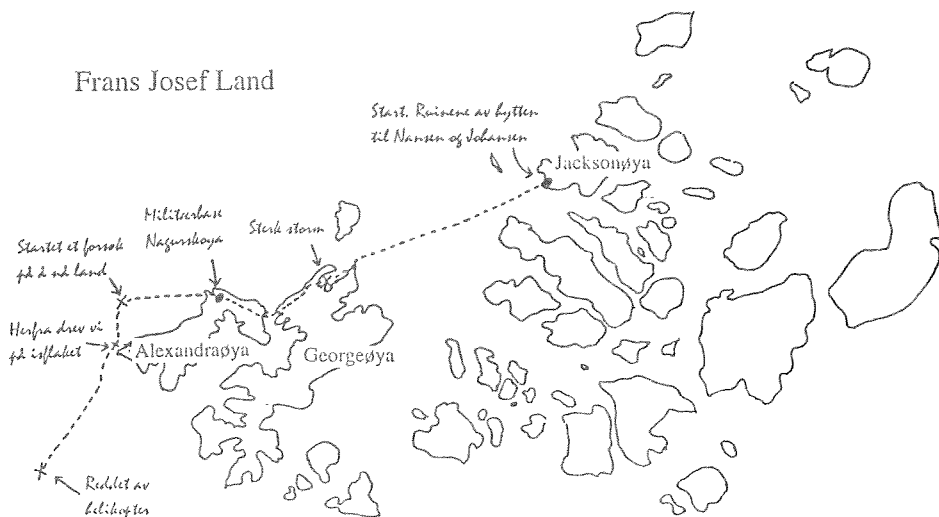 Frans Josef Land
Start. Ruinene av hytten
til Nansen og Johansen
Jacksonøya
Militærbase
Nagurskoya
Sterk storm
Startet et forsøk
på å nå land
Herfra drev vi
på isflaket
Alexandraøya
Georgeøya
Reddet av
helikopter